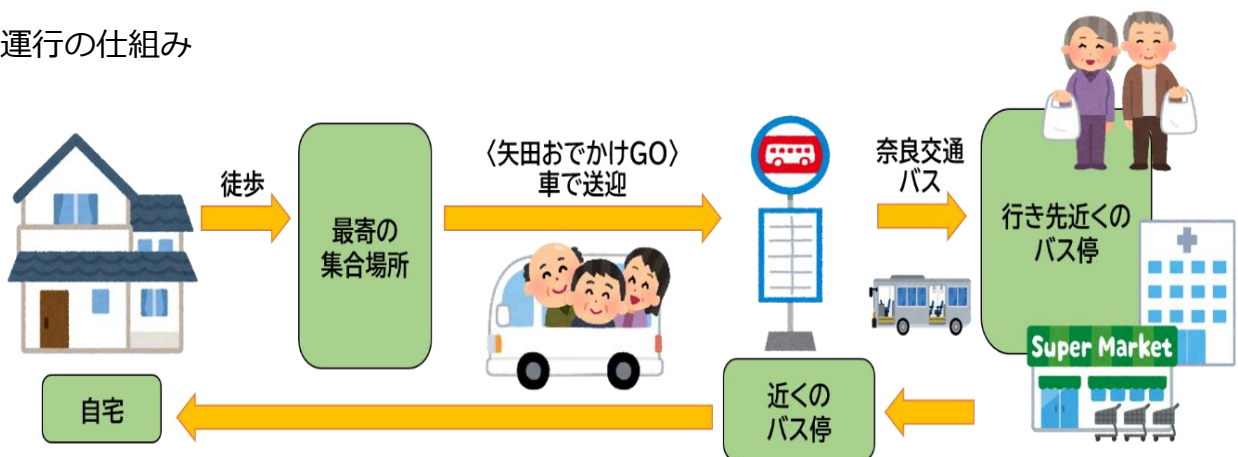 運行の仕組み
徒歩
最寄の
集合場所
〈矢田おでかけGO〉
車で送迎
奈良交通
バス
行き先近くの
バス停
Super Market
近くの
バス停
自宅